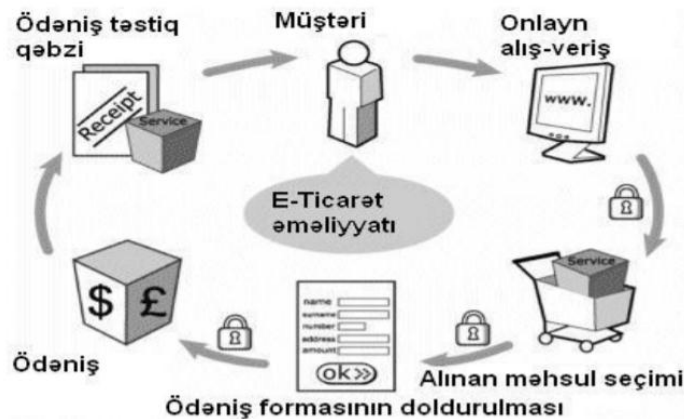 Ödəniş təstiq
qəbzi
Müştəri
Onlayn
alış-veriş
Receipt
Service
www.
E-Ticarət
əməliyyatı
Service
$ £
name
surname
number
address
amount
ok»
Ödəniş
Alınan məhsul seçimi
Ödəniş formasının doldurulması